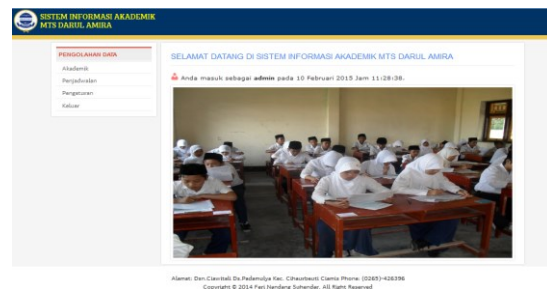 SISTEM INFORMASI AKADEMIK
MTS DARUL AMIRA
PENGOLAHAN DATA
Akademik
Penjadwalan
Pengaturan
Keluar
SELAMAT DATANG DI SISTEM INFORMASI AKADEMIK MTS DARUL AMIRA
Anda masuk sebagai admin pada 10 Februari 2015 Jam 11:28:38.
Alamat: Dsn.Ciawitali Ds.Padamulya Kec. Cihaurbeuti Ciamis Phone: (0265)-428396
Copyright © 2014 Feri Nandang Suhendar. All Right Reserved